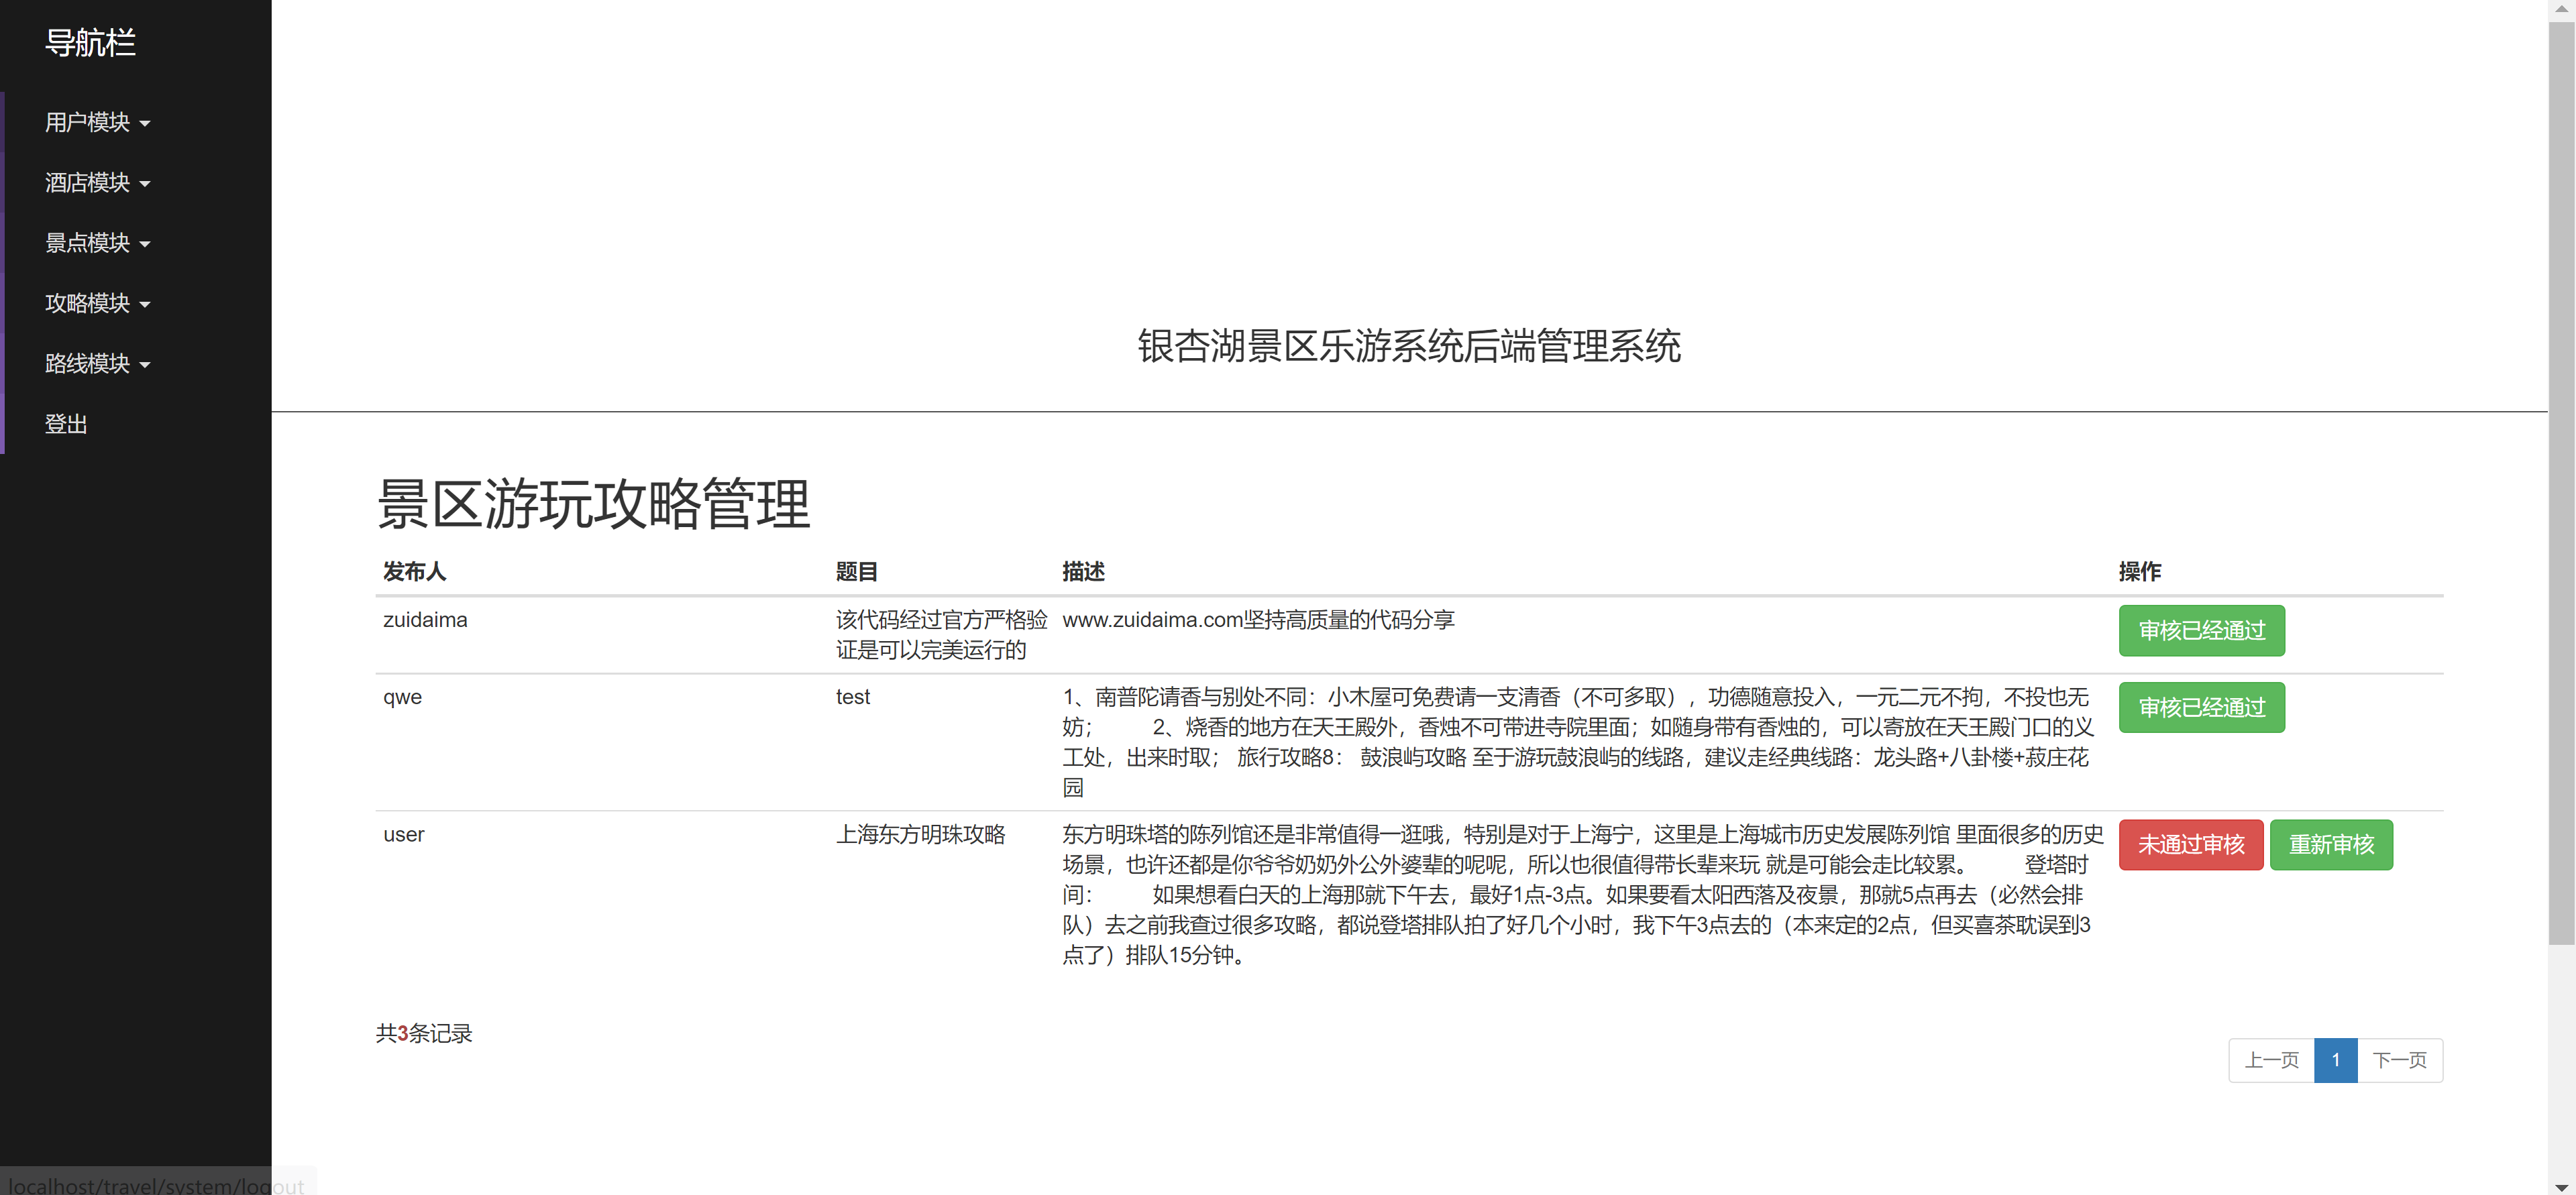 导航栏
用户模块
酒店模块
景点模块
攻略模块
路线模块
登出
银杏湖景区乐游系统后端管理系统
景区游玩攻略管理
发布人 题目 描述 操作
zuidaima 该代码经过官方严格验 www.zuidaima.com坚持高质量的代码分享 审核已经通过
证是可以完美运行的
qwe test 1、南普陀请香与别处不同：小木屋可免费请一支清香（不可多取），功德随意投入，一元二元不拘，不投也无 审核已经通过
妨； 2、烧香的地方在天王殿外，香烛不可带进寺院里面；如随身带有香烛的，可以寄放在天王殿门口的义
工处，出来时取； 旅行攻略8： 鼓浪屿攻略 至于游玩鼓浪屿的线路，建议走经典线路：龙头路+八卦楼+菽庄花
园
user 上海东方明珠攻略 东方明珠塔的陈列馆还是非常值得一逛哦，特别是对于上海宁，这里是上海城市历史发展陈列馆 里面很多的历史 未通过审核 重新审核
场景，也许还都是你爷爷奶奶外公外婆辈的呢呢，所以也很值得带长辈来玩 就是可能会走比较累。 登塔时
间： 如果想看白天的上海那就下午去，最好1点-3点。如果要看太阳西落及夜景，那就5点再去（必然会排
队）去之前我查过很多攻略，都说登塔排队拍了好几个小时，我下午3点去的（本来定的2点，但买喜茶耽误到3
点了）排队15分钟。
共3条记录
上一页 1 下一页
localhost/travel/system/logout